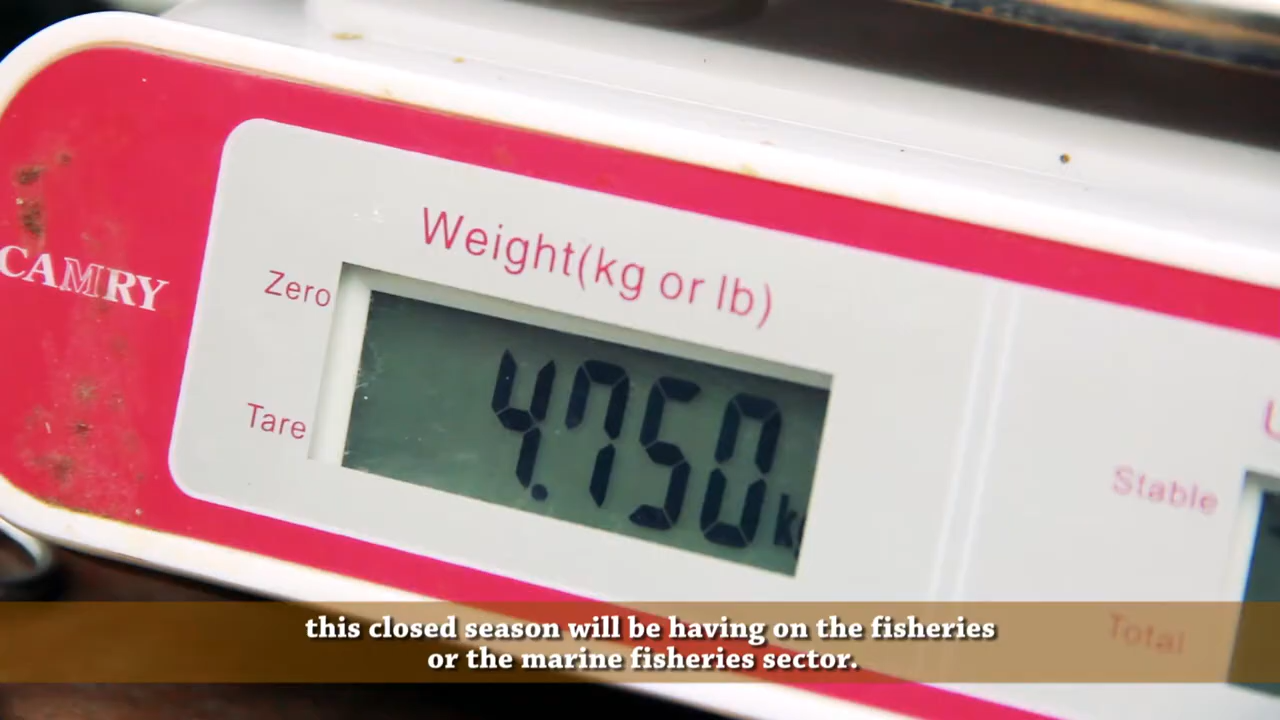 Weight(kg or lb)
CAMRY
Zero
4.750kg
Tare
Stable
Total
this closed season will be having on the fisheries
or the marine fisheries sector.